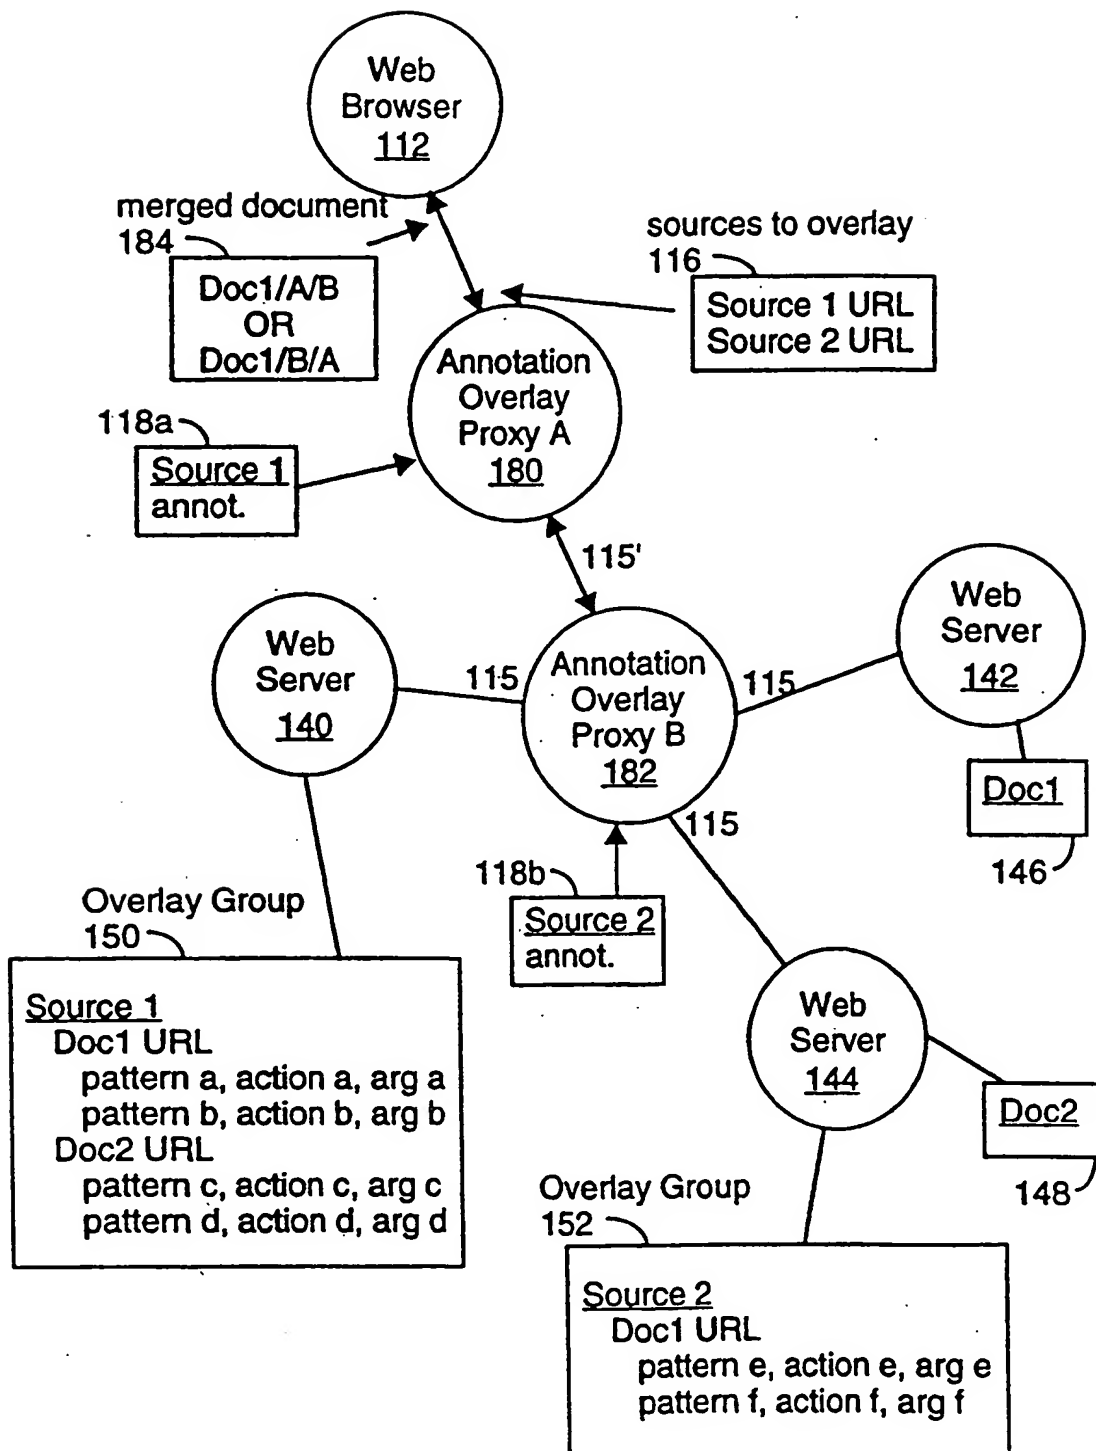 Web
Browser
112
merged document
184
Doc1/A/B
OR
Doc1/B/A
sources to overlay
116
Source 1 URL
Source 2 URL
Annotation
Overlay
Proxy A
180
118a
Source 1
annot.
115'
Web
Server
140
115
Annotation
Overlay
Proxy B
182
115
Web
Server
142
Doc1
146
115
118b
Source 2
annot.
Overlay Group
150
Source 1
Doc1 URL
pattern a, action a, arg a
pattern b, action b, arg b
Doc2 URL
pattern c, action c, arg c
pattern d, action d, arg d
Web
Server
144
Doc2
148
Overlay Group
152
Source 2
Doc1 URL
pattern e, action e, arg e
pattern f, action f, arg f